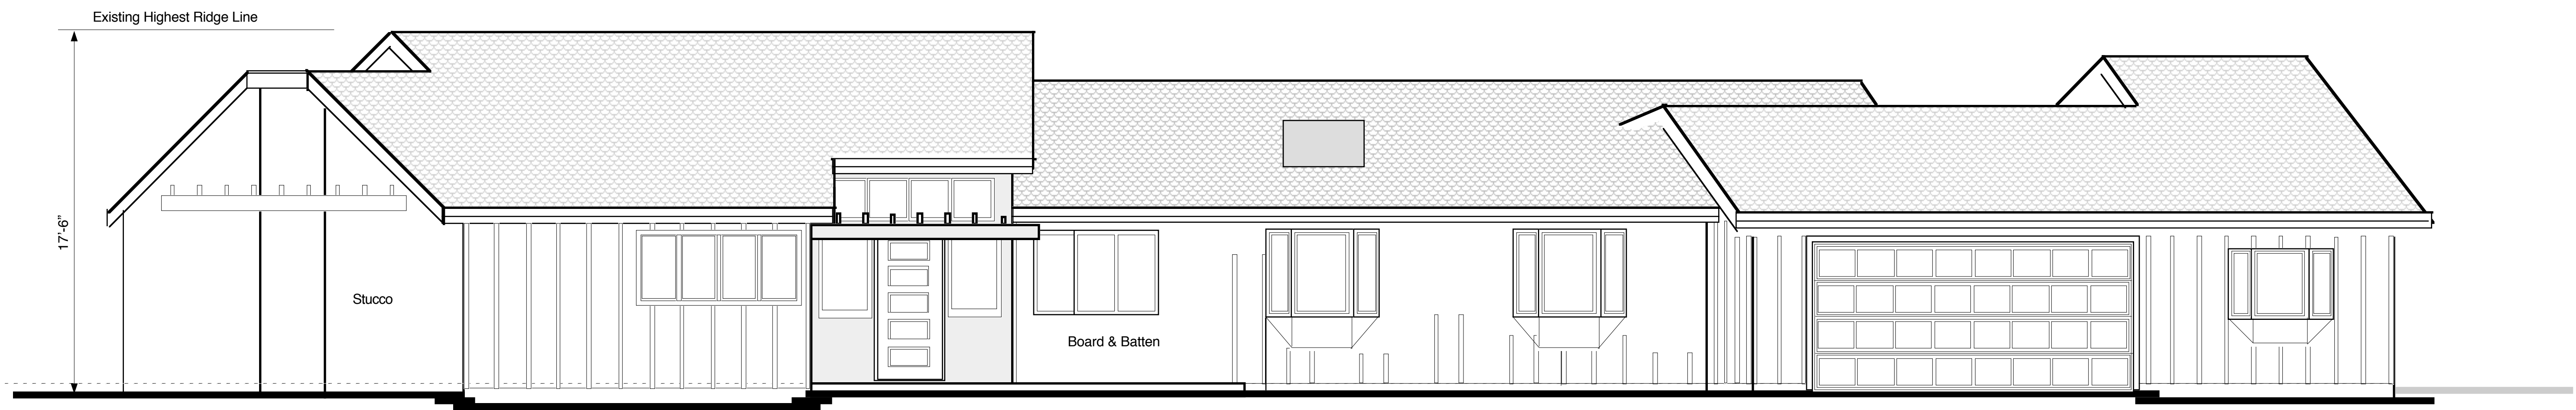 Existing Highest Ridge Line
17'-6"
Stucco
Board & Batten